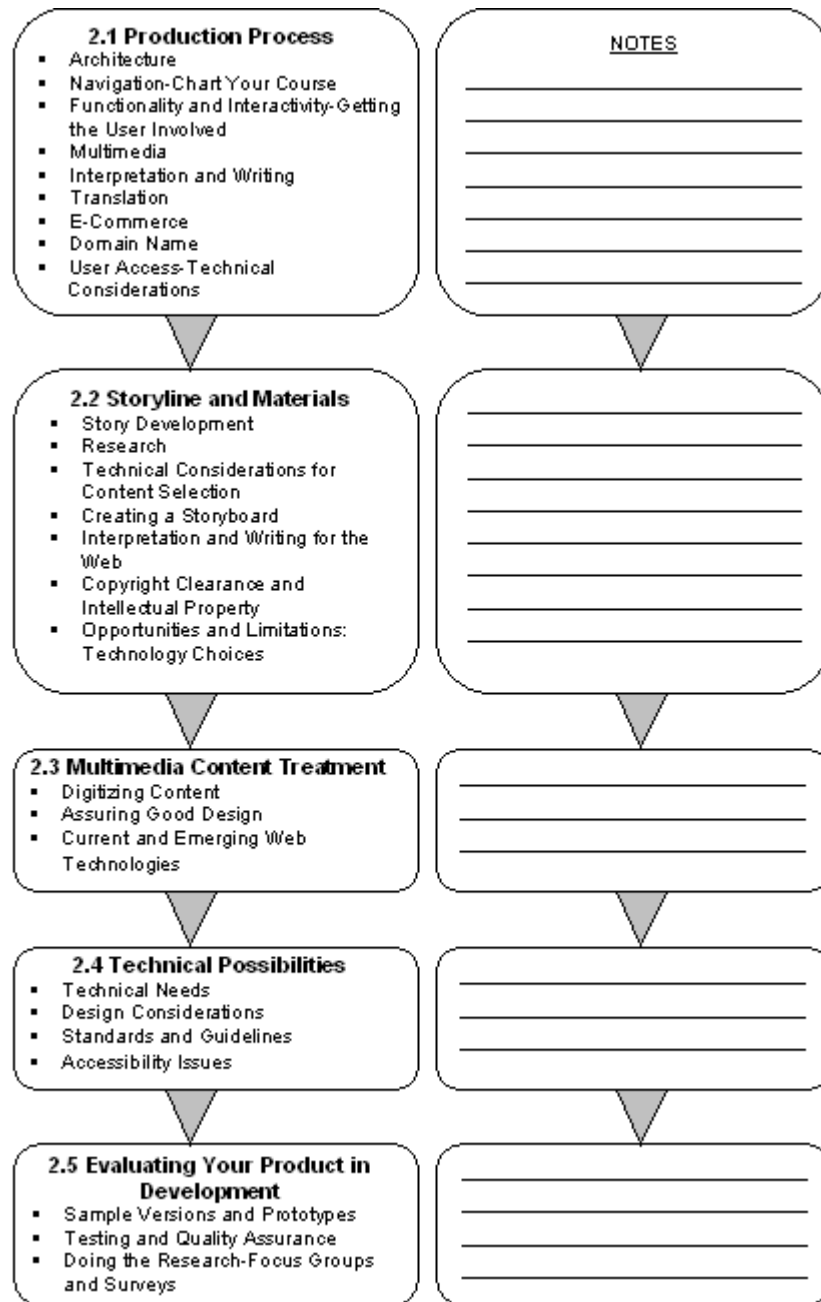 2.1 Production Process
▪ Architecture
▪ Navigation-Chart Your Course
▪ Functionality and Interactivity-Getting
the User Involved
▪ Multimedia
▪ Interpretation and Writing
▪ Translation
▪ E-Commerce
▪ Domain Name
▪ User Access-Technical
Considerations
NOTES
2.2 Storyline and Materials
▪ Story Development
▪ Research
▪ Technical Considerations for
Content Selection
▪ Creating a Storyboard
▪ Interpretation and Writing for the
Web
▪ Copyright Clearance and
Intellectual Property
▪ Opportunities and Limitations:
Technology Choices
2.3 Multimedia Content Treatment
▪ Digitizing Content
▪ Assuring Good Design
▪ Current and Emerging Web
Technologies
2.4 Technical Possibilities
▪ Technical Needs
▪ Design Considerations
▪ Standards and Guidelines
▪ Accessibility Issues
2.5 Evaluating Your Product in
Development
▪ Sample Versions and Prototypes
▪ Testing and Quality Assurance
▪ Doing the Research-Focus Groups
and Surveys